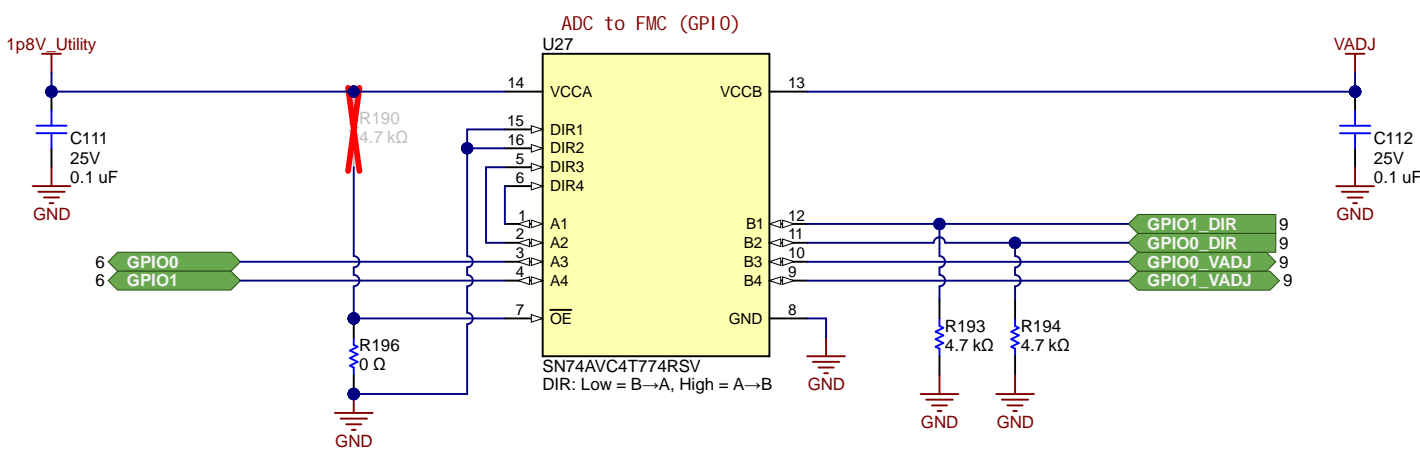 ADC to FMC (GPIO)
1p8V_Utility
U27
VADJ
14 VCCA VCCB 13
R190
4.7 kΩ
C111
25V
0.1 uF
GND
15 DIR1
16 DIR2
5 DIR3
6 DIR4
C112
25V
0.1 uF
GND
1 A1 B1 12 GPIO1_DIR 9
2 A2 B2 11 GPIO0_DIR 9
6 GPIO0 3 A3 B3 10 GPIO0_VADJ 9
6 GPIO1 4 A4 B4 9 GPIO1_VADJ 9
7 OE GND 8
R196
0 Ω
R193
4.7 kΩ
R194
4.7 kΩ
SN74AVC4T774RSV
DIR: Low = B→A, High = A→B
GND
GND
GND
GND